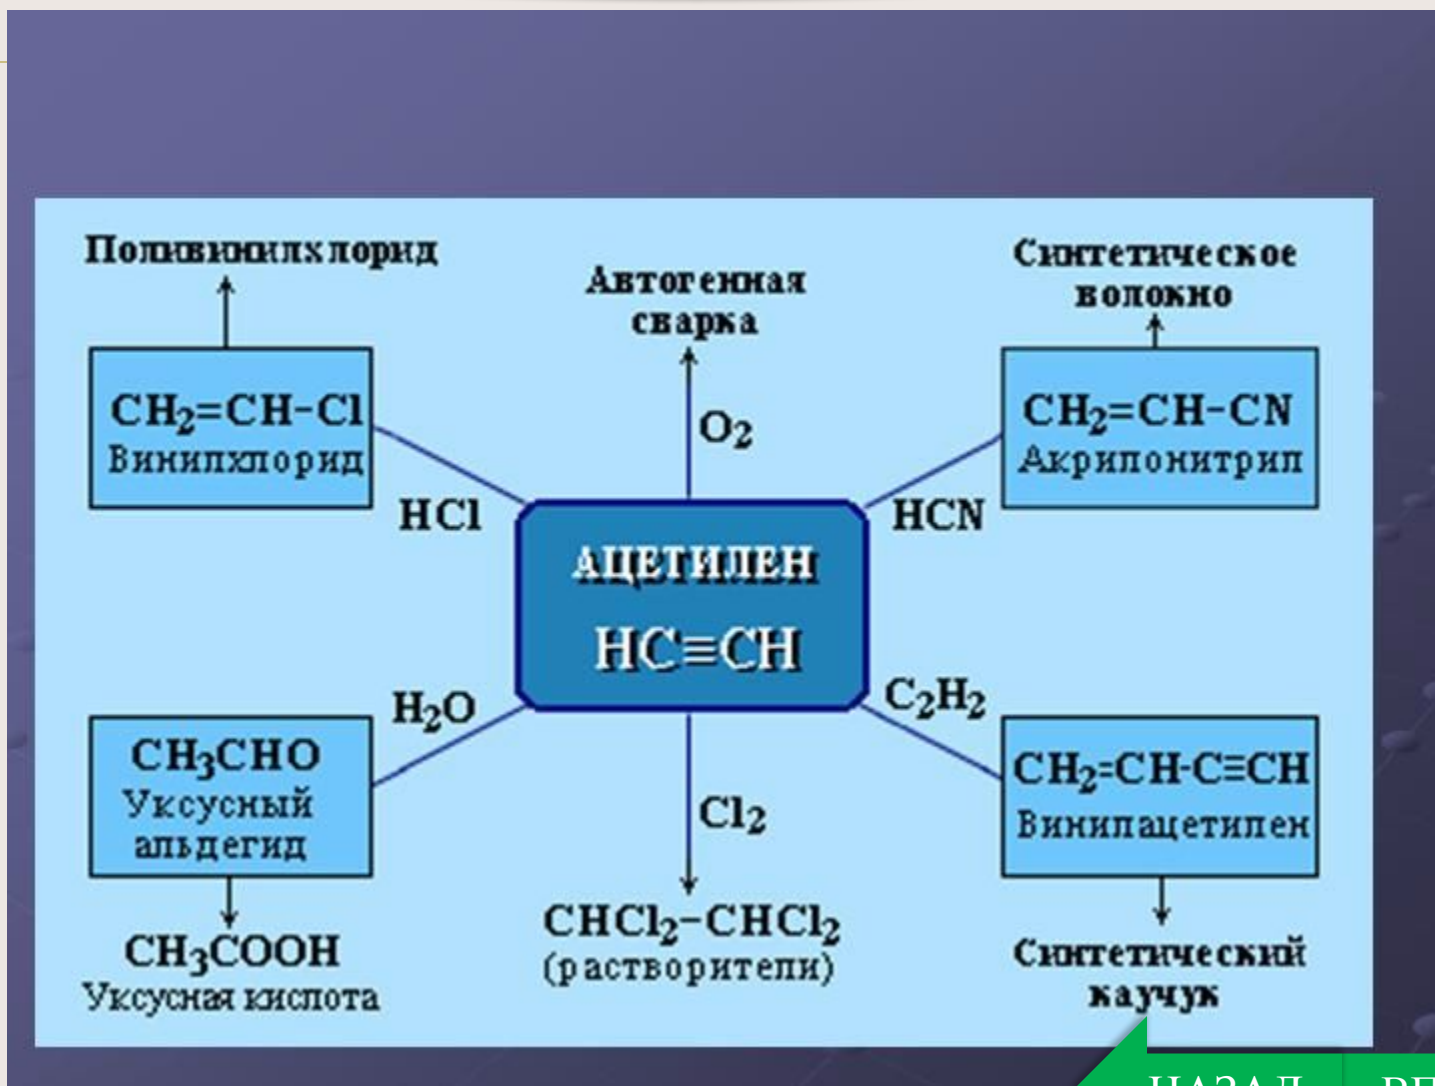 Поливинилхлорид
Автогенная
сварка
Синтетическое
волокно
CH₂=CH-Cl
Винилхлорид
O₂
CH₂=CH-CN
Акрилонитрил
HCl
HCN
АЦЕТИЛЕН
HC≡CH
H₂O
C₂H₂
CH₃CHO
Уксусный
альдегид
Cl₂
CH₂=CH-C≡CH
Винилацетилен
CH₃COOH
Уксусная кислота
CHCl₂-CHCl₂
(растворители)
Синтетический
каучук
НАЗАД